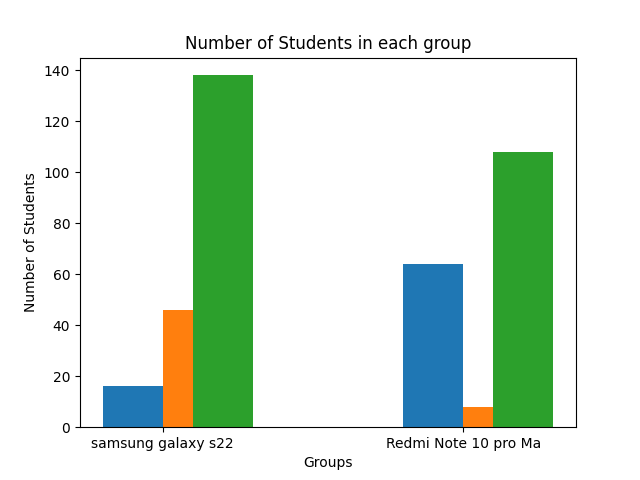 Number of Students in each group
140
120
100
80
60
40
20
0
Number of Students
samsung galaxy s22
Redmi Note 10 pro Ma
Groups